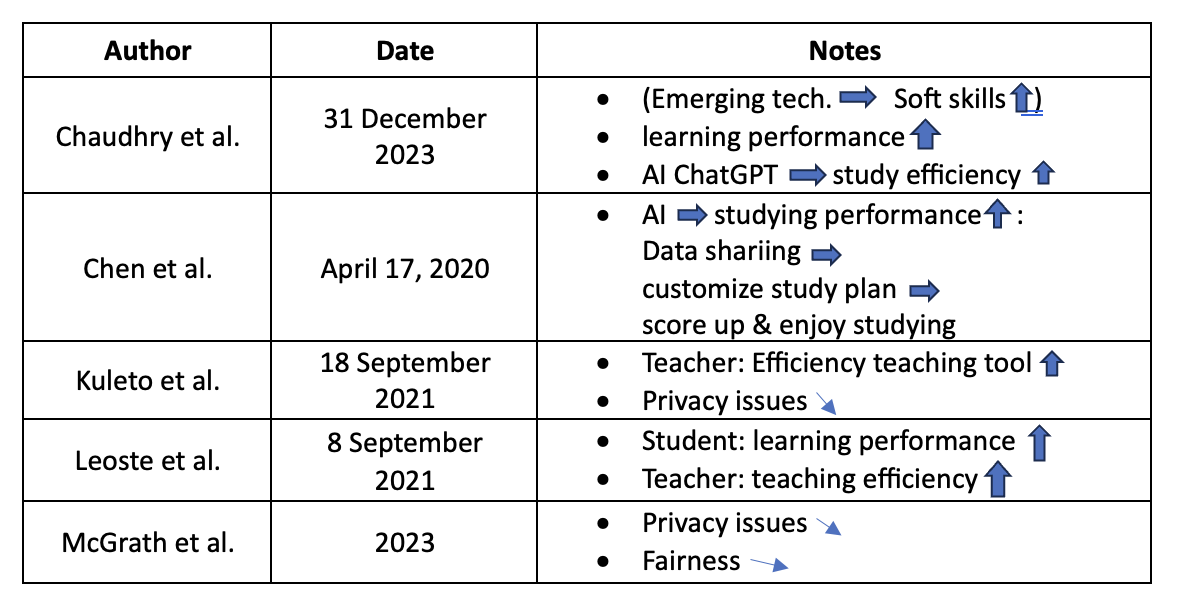 Author Date Notes
Chaudhry et al.
31 December
2023
• (Emerging tech. ➡ Soft skills ⬆)
• learning performance ⬆
• AI ChatGPT ➡ study efficiency ⬆
Chen et al.
April 17, 2020
• AI ➡ studying performance ⬆ :
Data shariing ➡
customize study plan ➡
score up & enjoy studying
Kuleto et al.
18 September
2021
• Teacher: Efficiency teaching tool ⬆
• Privacy issues ↘
Leoste et al.
8 September
2021
• Student: learning performance ⬆
• Teacher: teaching efficiency ⬆
McGrath et al.
2023
• Privacy issues ↘
• Fairness ↘